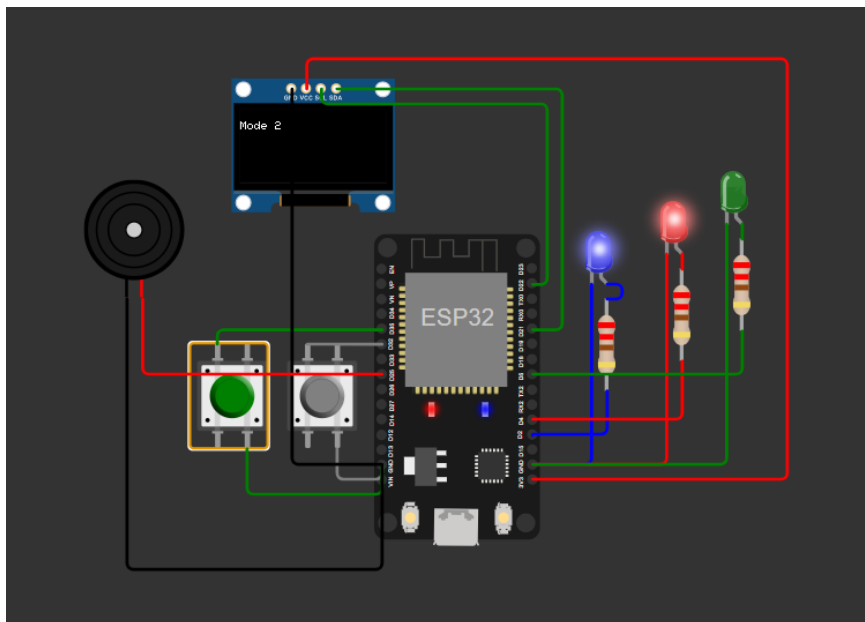 GND VCC SCL SDA
Mode 2
ESP32
EN
VP
VN
D34
D35
D32
D33
D25
D26
D27
D14
D12
D13
GND
VIN
D23
D22
TX0
RX0
D21
D19
D18
D5
TX2
RX2
D4
D2
D15
GND
3V3